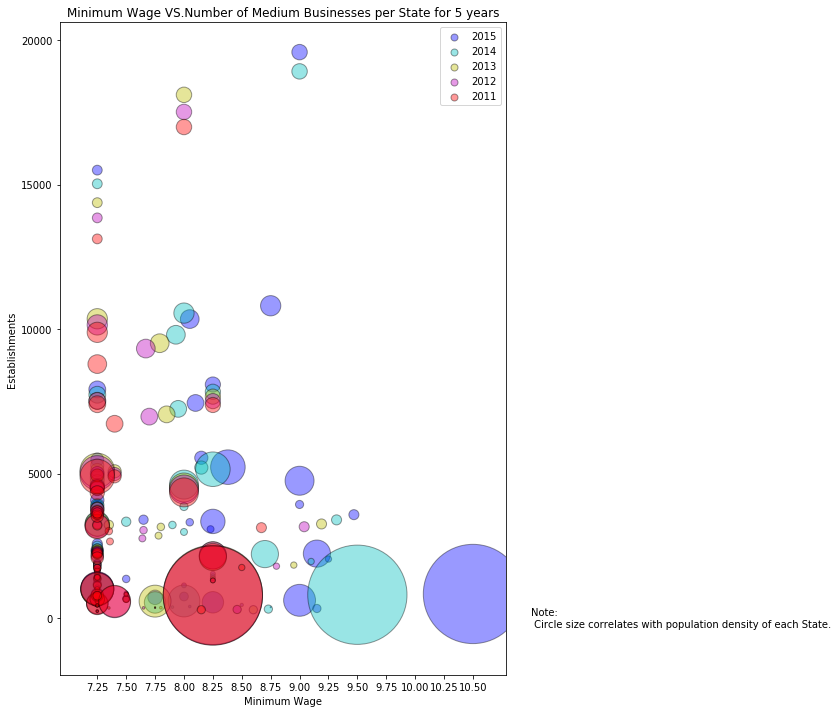 Minimum Wage VS.Number of Medium Businesses per State for 5 years
2015
2014
2013
2012
2011
20000
15000
10000
5000
0
Establishments
7.25 7.50 7.75 8.00 8.25 8.50 8.75 9.00 9.25 9.50 9.75 10.00 10.25 10.50
Minimum Wage
Note:
Circle size correlates with population density of each State.